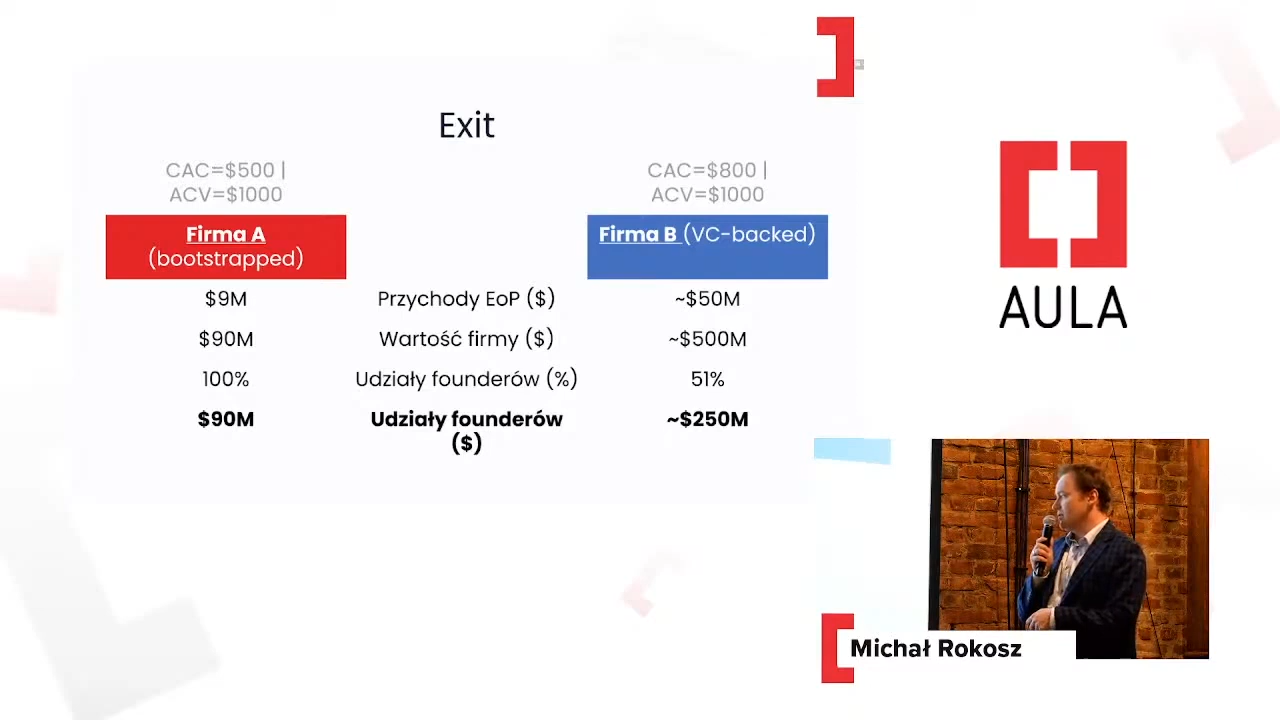 Exit
CAC=$500 |
ACV=$1000
CAC=$800 |
ACV=$1000
Firma A
(bootstrapped)
Firma B (VC-backed)
$9M Przychody EoP ($) ~$50M
$90M Wartość firmy ($) ~$500M
100% Udziały founderów (%) 51%
$90M Udziały founderów ~$250M
($)
AULA
Michał Rokosz